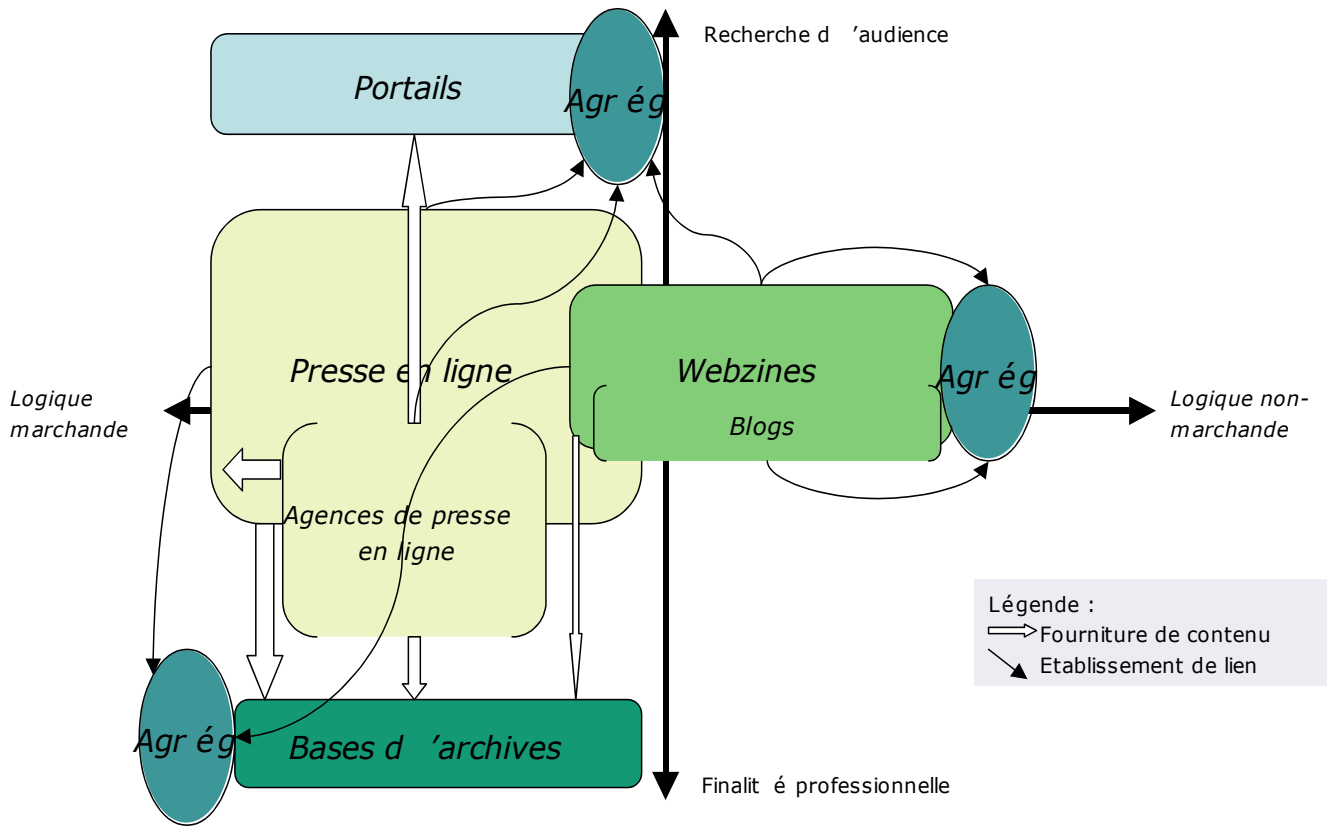 Recherche d ’audience
Portails
Agr ég
Presse en ligne
Webzines
Agr ég
Logique
marchande
Blogs
Logique non-
marchande
Agences de presse
en ligne
Légende :
Fourniture de contenu
Etablissement de lien
Agr ég
Bases d ’archives
Finalit é professionnelle